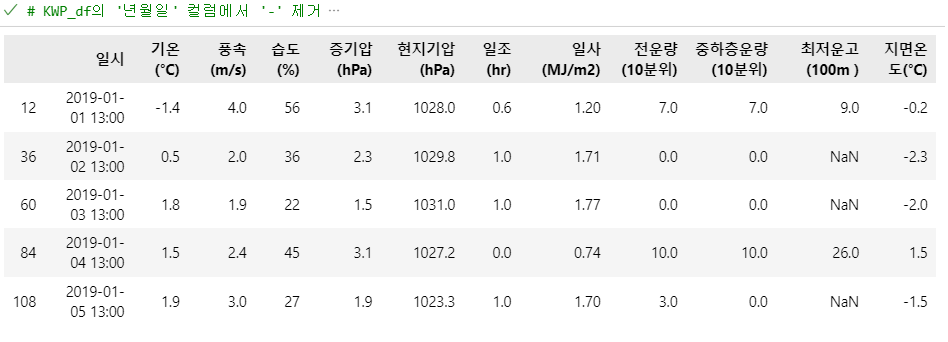 ✓ # KWP_df의 '년월일' 컬럼에서 '-' 제거 …
일시 기온 (°C) 풍속 (m/s) 습도 (%) 증기압 (hPa) 현지기압 (hPa) 일조 (hr) 일사 (MJ/m2) 전운량 (10분위) 중하층운량 (10분위) 최저운고 (100m ) 지면온도(°C)
12 2019-01-01 13:00 -1.4 4.0 56 3.1 1028.0 0.6 1.20 7.0 7.0 9.0 -0.2
36 2019-01-02 13:00 0.5 2.0 36 2.3 1029.8 1.0 1.71 0.0 0.0 NaN -2.3
60 2019-01-03 13:00 1.8 1.9 22 1.5 1031.0 1.0 1.77 0.0 0.0 NaN -2.0
84 2019-01-04 13:00 1.5 2.4 45 3.1 1027.2 0.0 0.74 10.0 10.0 26.0 1.5
108 2019-01-05 13:00 1.9 3.0 27 1.9 1023.3 1.0 1.70 3.0 0.0 NaN -1.5